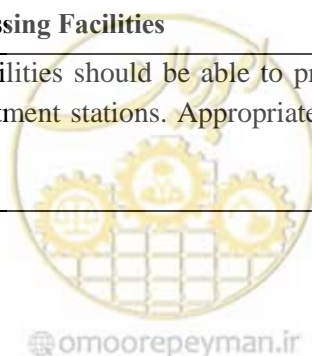 ssing Facilities
ilities should be able to pr
tment stations. Appropriate
@omoorepeyman.ir